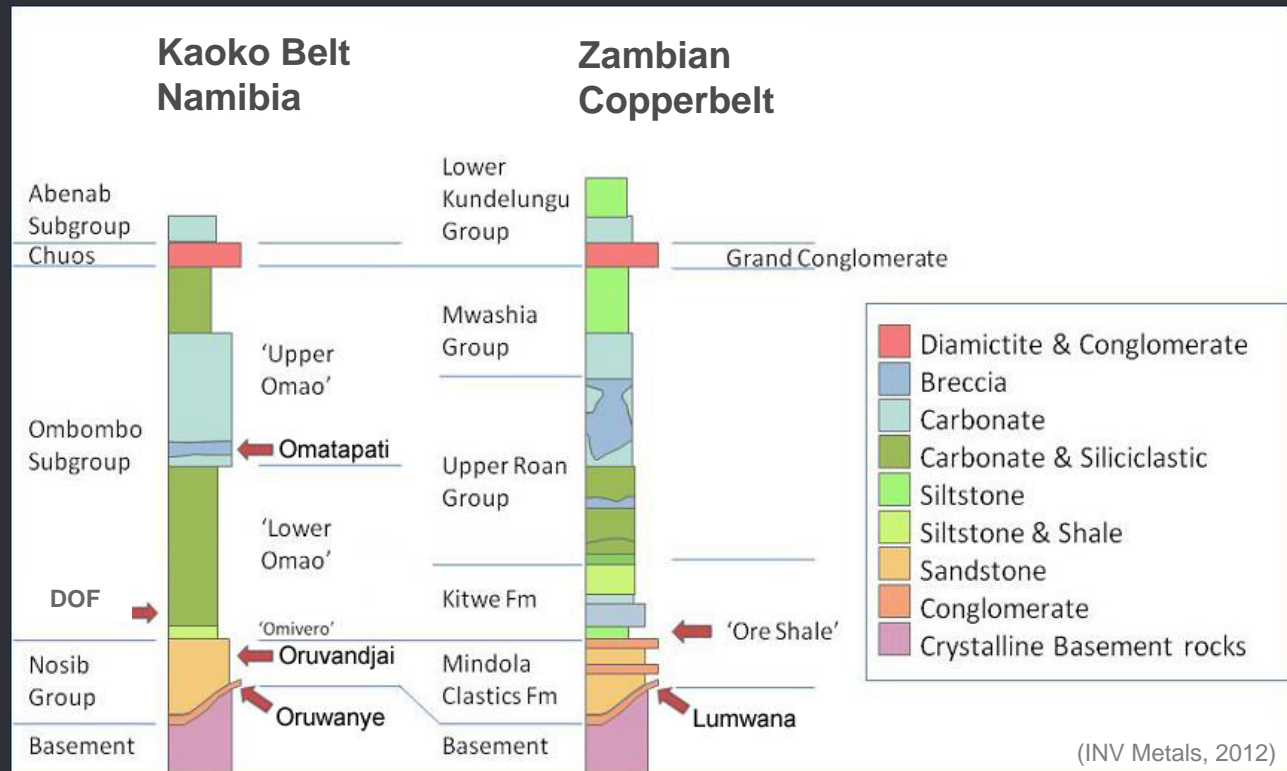 Kaoko Belt
Namibia
Zambian
Copperbelt
Abenab
Subgroup
Chuos
Ombombo
Subgroup
DOF
Nosib
Group
Basement
'Upper
Omao'
Omatapati
'Lower
Omao'
'Omivero'
Oruvandjai
Oruwanye
Lower
Kundelungu
Group
Grand Conglomerate
Mwashia
Group
Upper Roan
Group
Kitwe Fm
'Ore Shale'
Mindola
Clastics Fm
Lumwana
Basement
Diamictite & Conglomerate
Breccia
Carbonate
Carbonate & Siliciclastic
Siltstone
Siltstone & Shale
Sandstone
Conglomerate
Crystalline Basement rocks
(INV Metals, 2012)